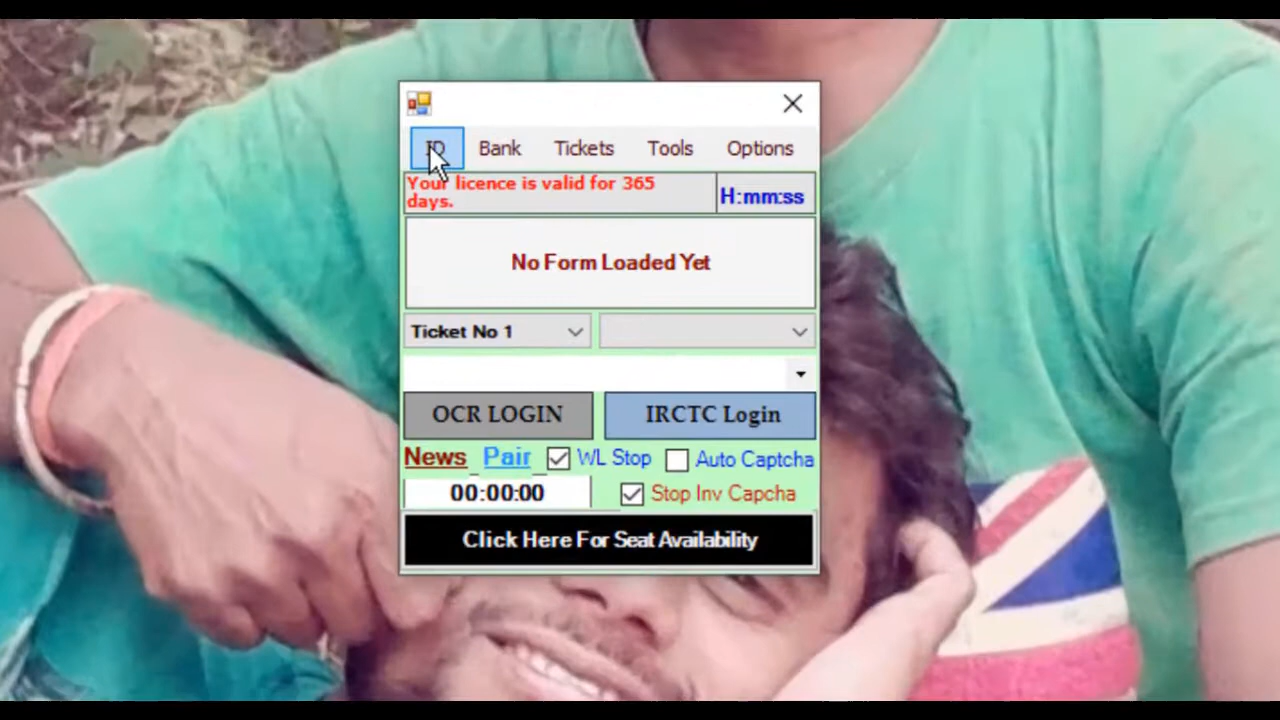 ID Bank Tickets Tools Options
Your licence is valid for 365
days.
H:mm:ss
No Form Loaded Yet
Ticket No 1
OCR LOGIN IRCTC Login
News Pair WL Stop Auto Captcha
00:00:00 Stop Inv Capcha
Click Here For Seat Availability